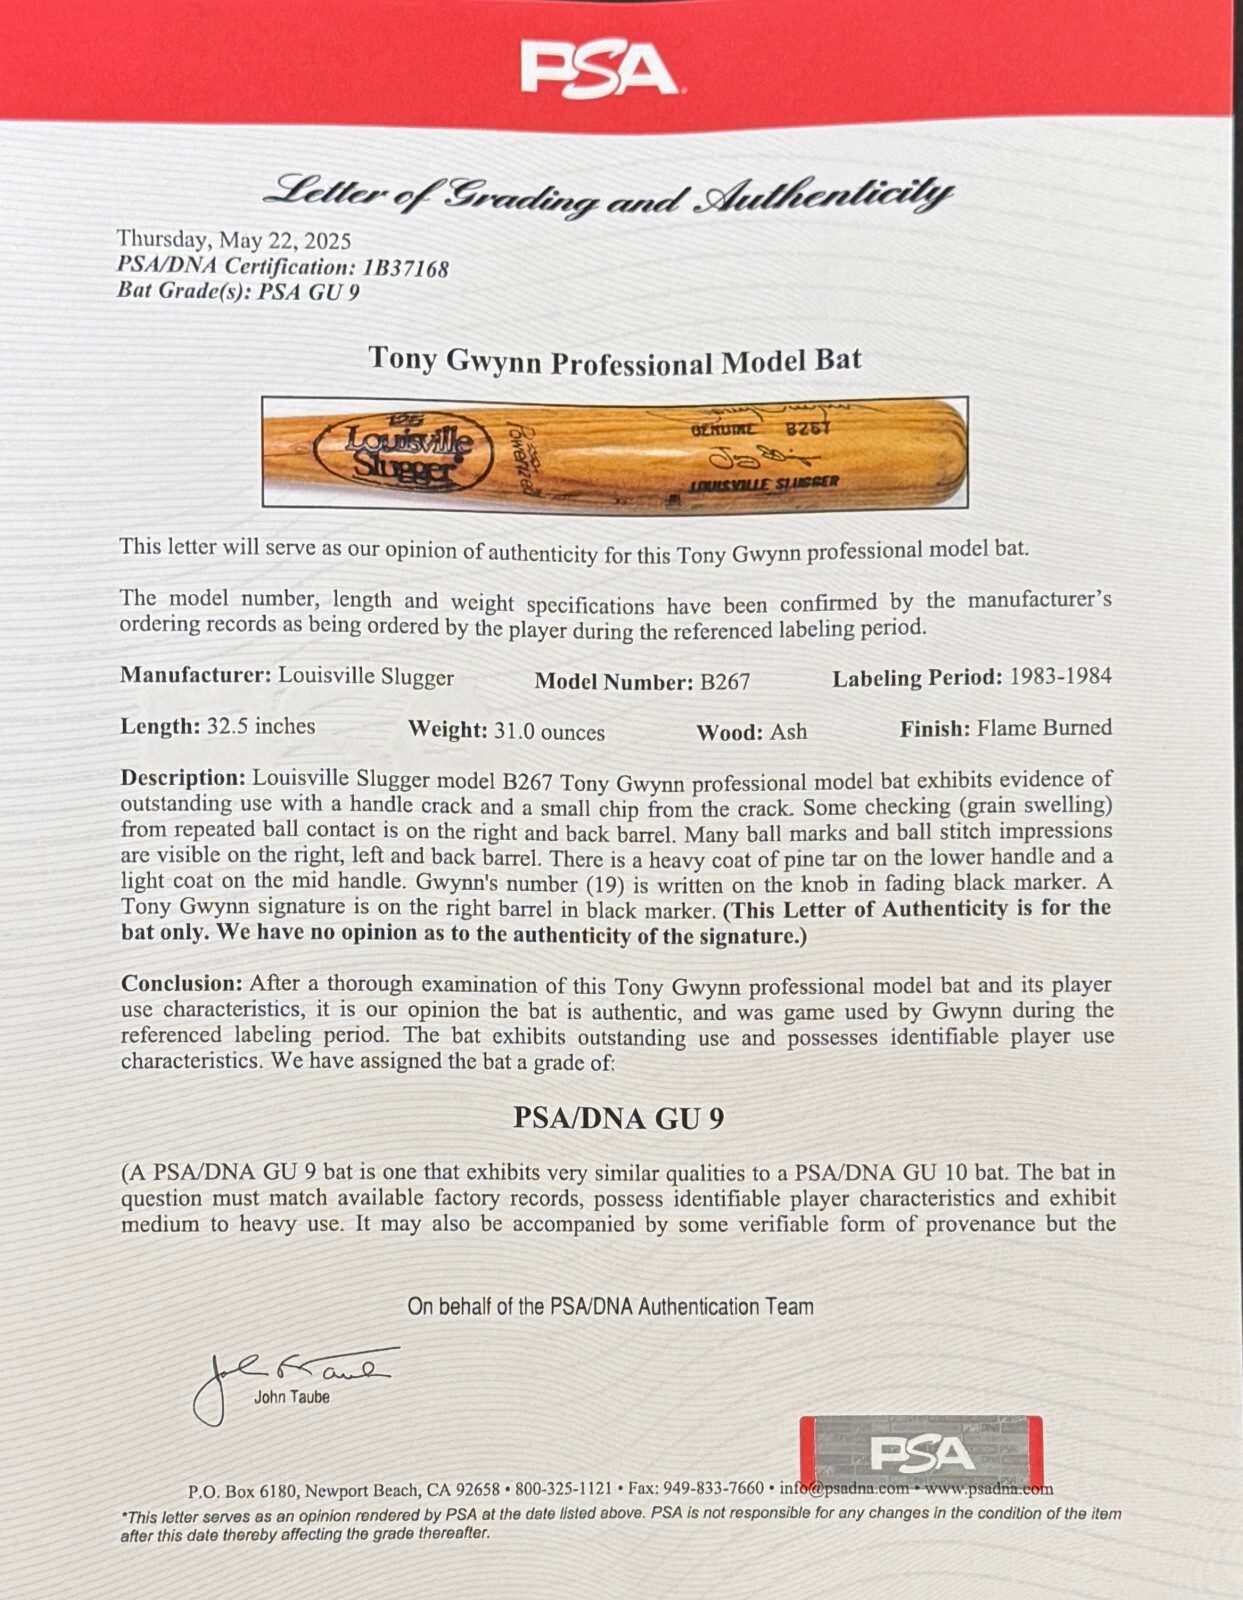 PSA
Letter of Grading and Authenticity
Thursday, May 22, 2025
PSA/DNA Certification: 1B37168
Bat Grade(s): PSA GU 9
Tony Gwynn Professional Model Bat
125
Louisville
Slugger
Powerized
GENUINE B267
LOUISVILLE SLUGGER
This letter will serve as our opinion of authenticity for this Tony Gwynn professional model bat.
The model number, length and weight specifications have been confirmed by the manufacturer's
ordering records as being ordered by the player during the referenced labeling period.
Manufacturer: Louisville Slugger Model Number: B267 Labeling Period: 1983-1984
Length: 32.5 inches Weight: 31.0 ounces Wood: Ash Finish: Flame Burned
Description: Louisville Slugger model B267 Tony Gwynn professional model bat exhibits evidence of
outstanding use with a handle crack and a small chip from the crack. Some checking (grain swelling)
from repeated ball contact is on the right and back barrel. Many ball marks and ball stitch impressions
are visible on the right, left and back barrel. There is a heavy coat of pine tar on the lower handle and a
light coat on the mid handle. Gwynn's number (19) is written on the knob in fading black marker. A
Tony Gwynn signature is on the right barrel in black marker. (This Letter of Authenticity is for the
bat only. We have no opinion as to the authenticity of the signature.)
Conclusion: After a thorough examination of this Tony Gwynn professional model bat and its player
use characteristics, it is our opinion the bat is authentic, and was game used by Gwynn during the
referenced labeling period. The bat exhibits outstanding use and possesses identifiable player use
characteristics. We have assigned the bat a grade of:
PSA/DNA GU 9
(A PSA/DNA GU 9 bat is one that exhibits very similar qualities to a PSA/DNA GU 10 bat. The bat in
question must match available factory records, possess identifiable player characteristics and exhibit
medium to heavy use. It may also be accompanied by some verifiable form of provenance but the
On behalf of the PSA/DNA Authentication Team
John Taube
John Taube
PSA
P.O. Box 6180, Newport Beach, CA 92658 • 800-325-1121 • Fax: 949-833-7660 • info@psadna.com • www.psadna.com
*This letter serves as an opinion rendered by PSA at the date listed above. PSA is not responsible for any changes in the condition of the item
after this date thereby affecting the grade thereafter.